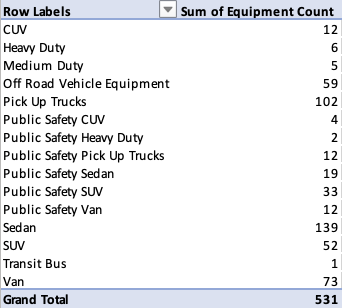 Row Labels Sum of Equipment Count
CUV 12
Heavy Duty 6
Medium Duty 5
Off Road Vehicle Equipment 59
Pick Up Trucks 102
Public Safety CUV 4
Public Safety Heavy Duty 2
Public Safety Pick Up Trucks 12
Public Safety Sedan 19
Public Safety SUV 33
Public Safety Van 12
Sedan 139
SUV 52
Transit Bus 1
Van 73
Grand Total 531